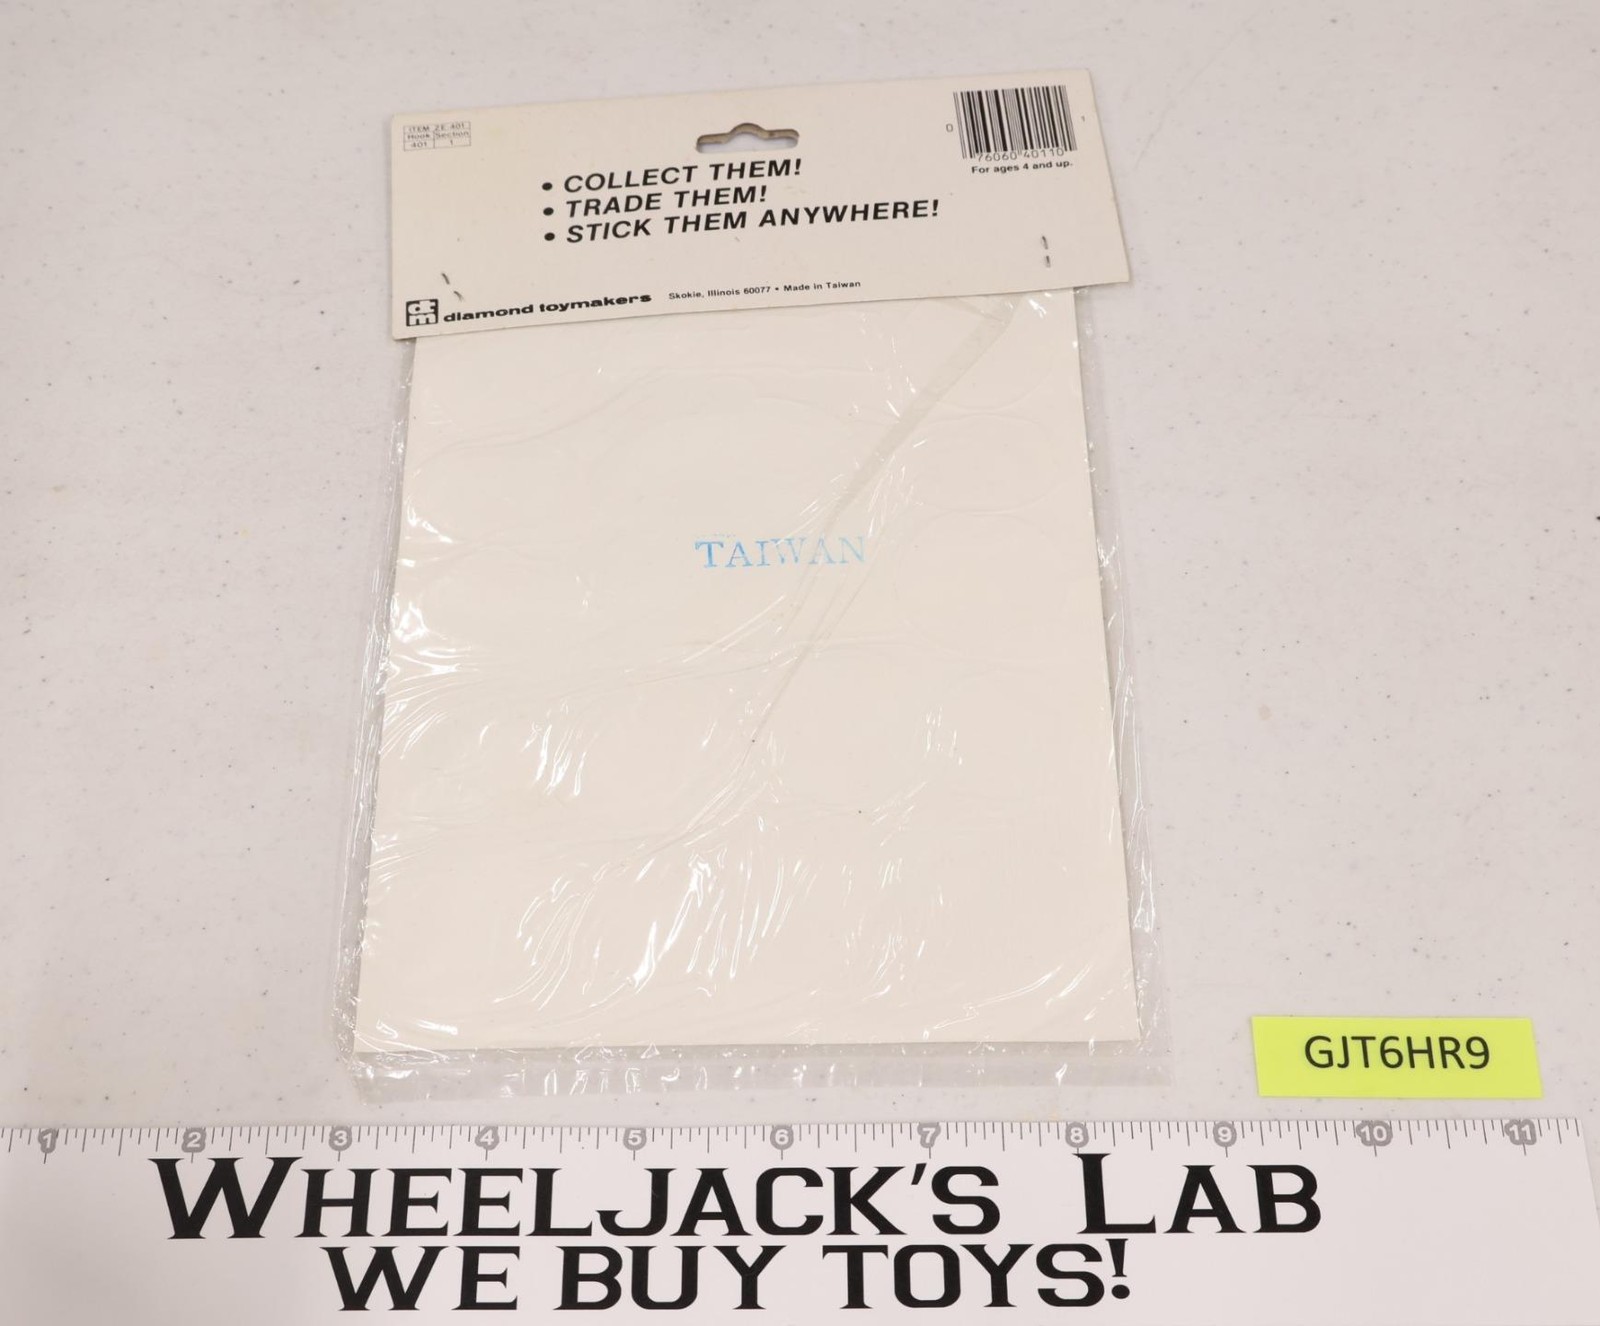 ITEM ZE 401
Hook Section
401 1
• COLLECT THEM!
• TRADE THEM!
• STICK THEM ANYWHERE!
0 76060 40110 1
For ages 4 and up.
dtm diamond toymakers Skokie, Illinois 60077 • Made in Taiwan
TAIWAN
GJT6HR9
1 2 3 4 5 6 7 8 9 10 11
WHEELJACK'S LAB
WE BUY TOYS!